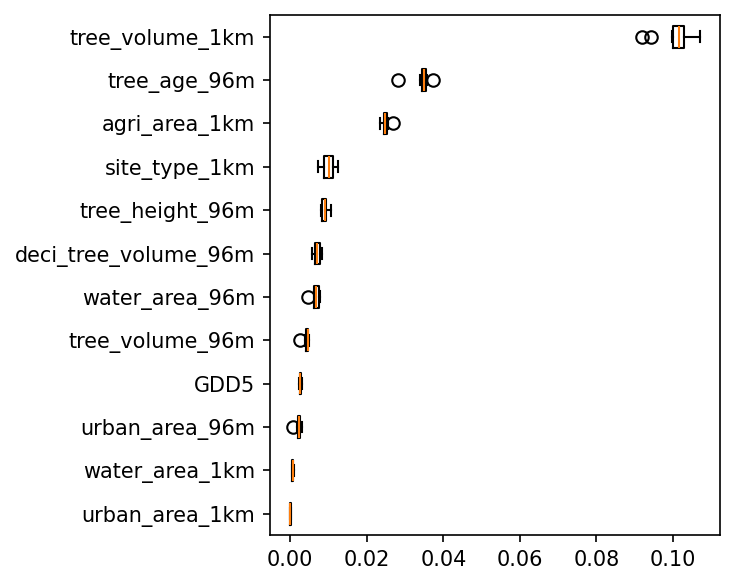 tree_volume_1km
tree_age_96m
agri_area_1km
site_type_1km
tree_height_96m
deci_tree_volume_96m
water_area_96m
tree_volume_96m
GDD5
urban_area_96m
water_area_1km
urban_area_1km
0.00 0.02 0.04 0.06 0.08 0.10